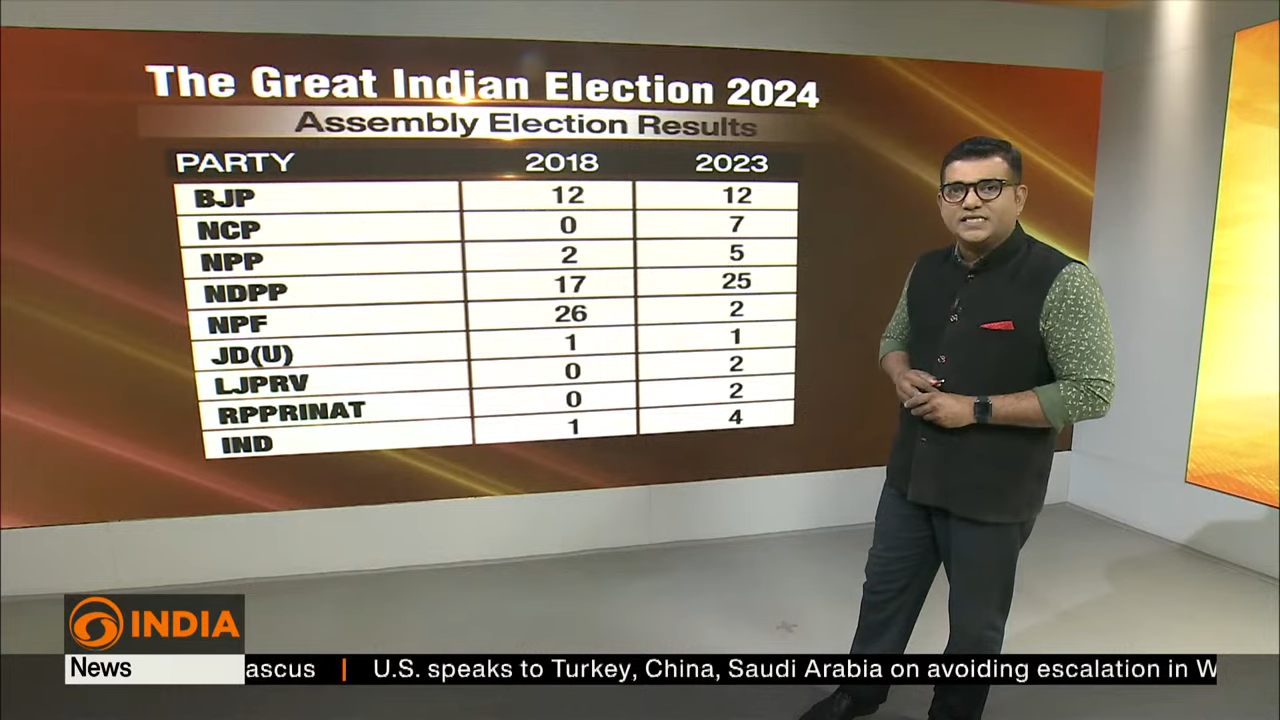 The Great Indian Election 2024
Assembly Election Results
PARTY 2018 2023
BJP 12 12
NCP 0 7
NPP 2 5
NDPP 17 25
NPF 26 2
JD(U) 1 1
LJPRV 0 2
RPPRINAT 0 2
IND 1 4
INDIA
News
ascus | U.S. speaks to Turkey, China, Saudi Arabia on avoiding escalation in W